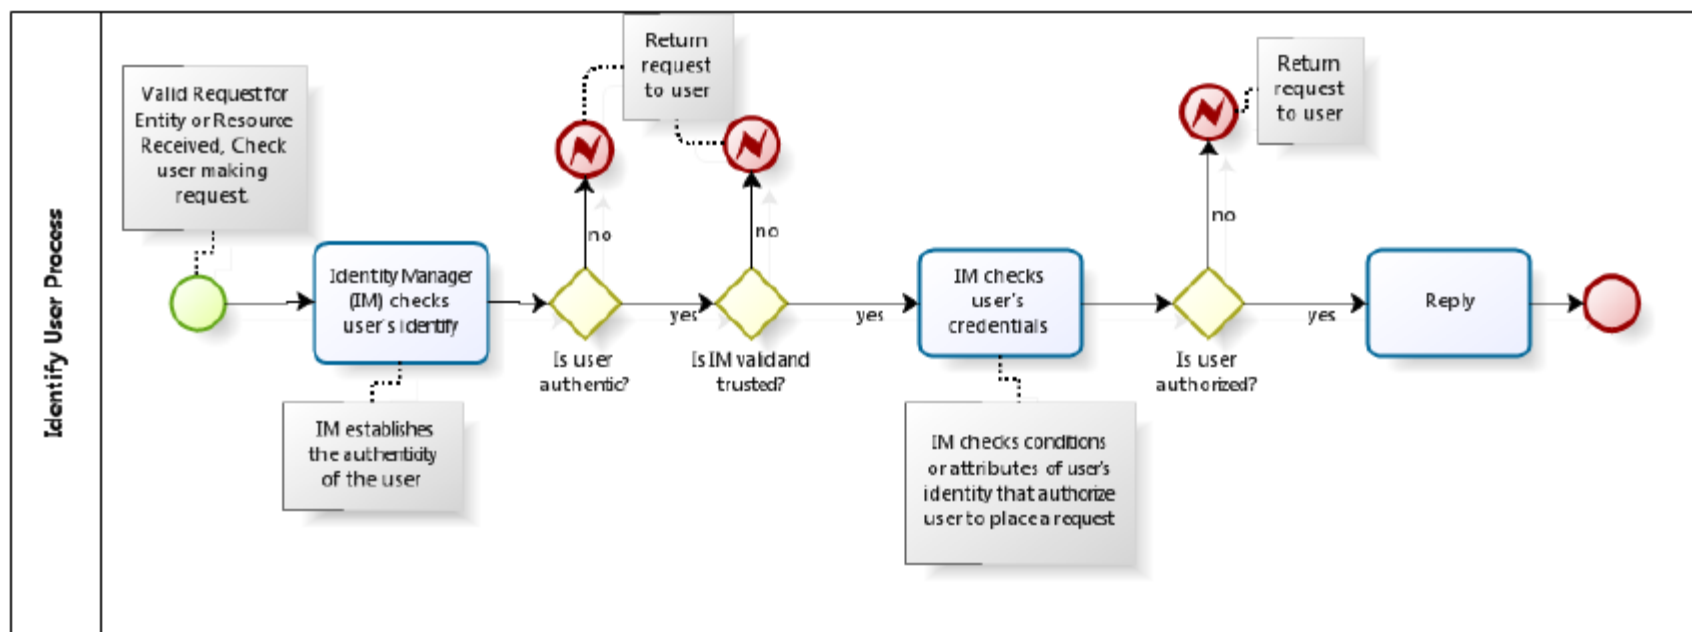 Identify User Process
Valid Request for
Entity or Resource
Received, Check
user making
request.
Identity Manager
(IM) checks
user's identify
IM establishes
the authenticity
of the user
Return
request
to user
no
no
yes
Is user
authentic?
Is IM valid and
trusted?
yes
IM checks
user's
credentials
IM checks conditions
or attributes of user's
identity that authorize
user to place a request
Return
request
to user
no
Is user
authorized?
yes
Reply